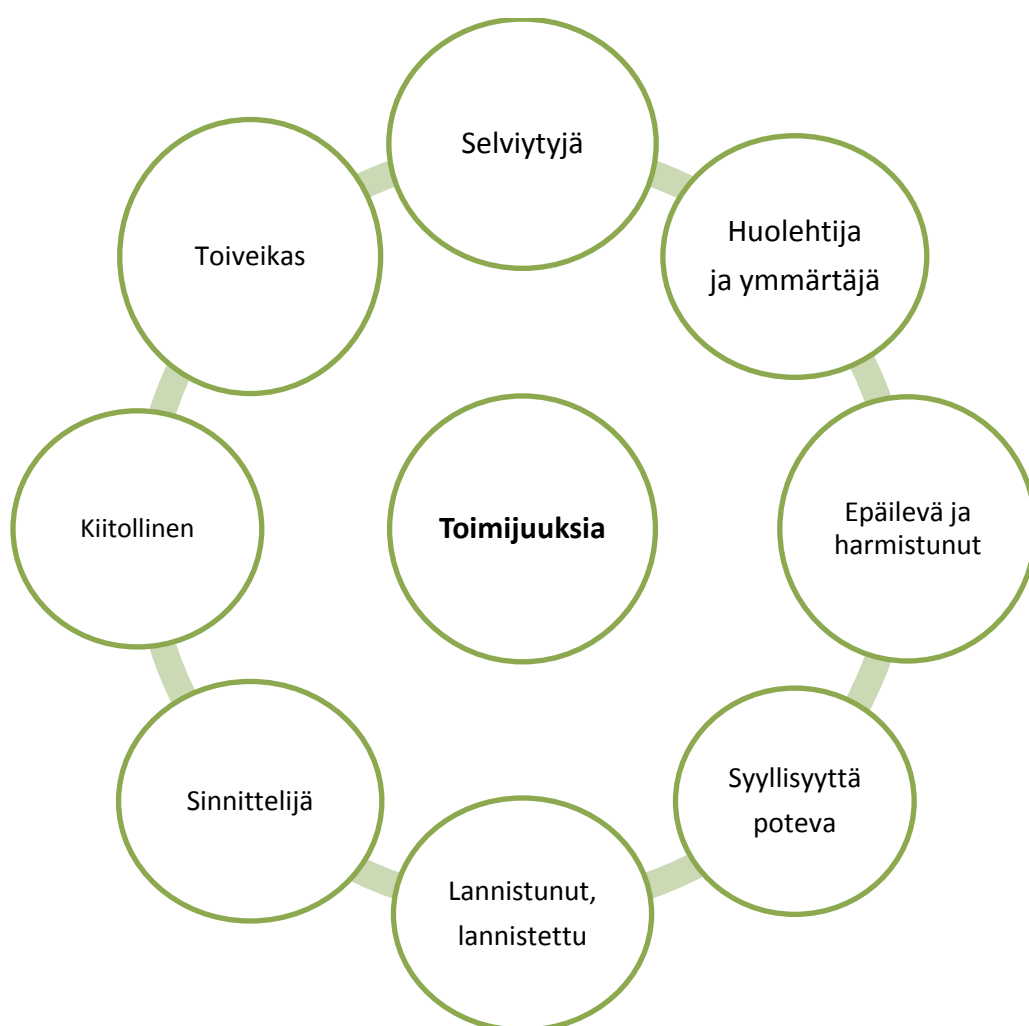 Selviytyjä
Huolehtija
ja ymmärtäjä
Epäilevä ja
harmistunut
Syyllisyyttä
poteva
Lannistunut,
lannistettu
Sinnittelijä
Kiitollinen
Toiveikas
Toimijuuksia